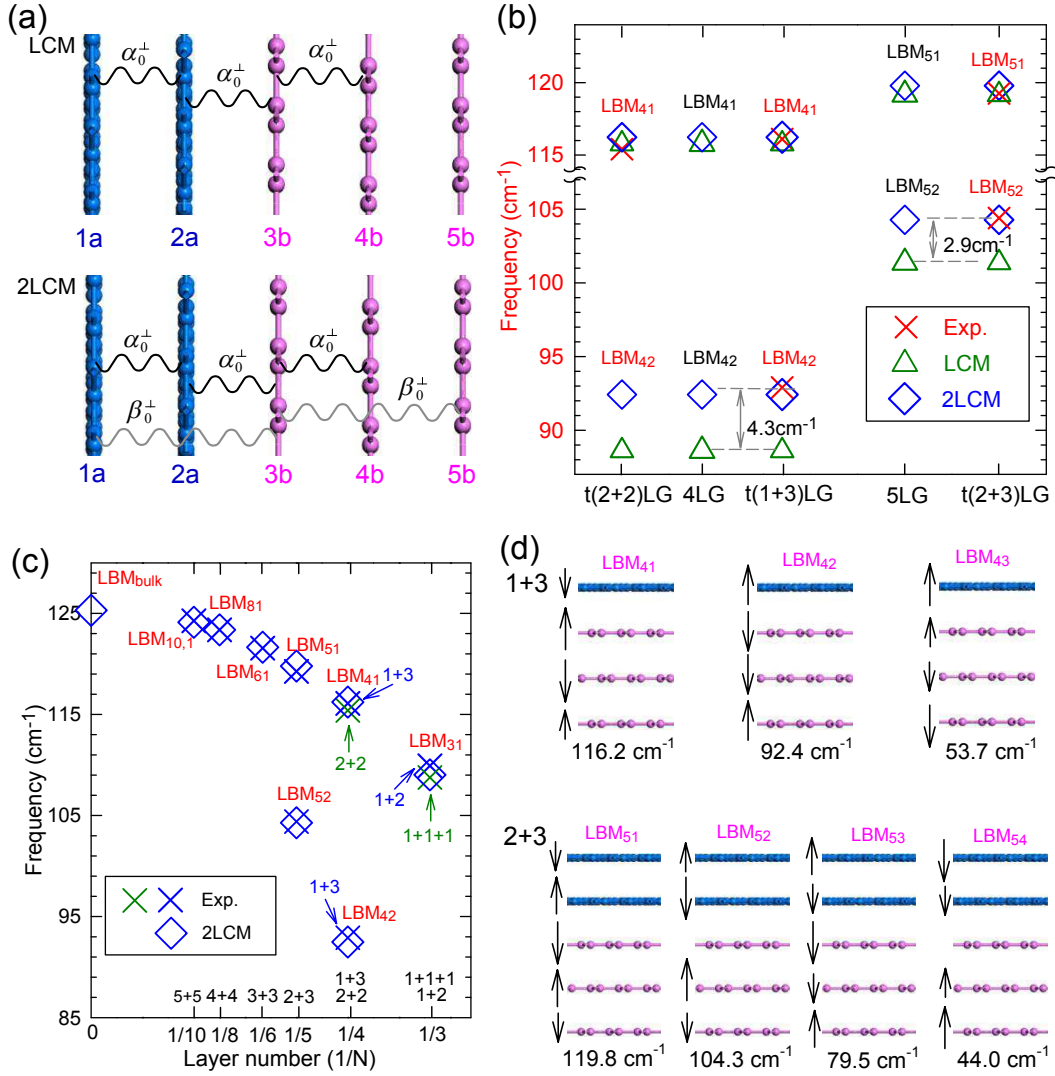 (a)
LCM
α₀⊥ α₀⊥ α₀⊥
1a 2a 3b 4b 5b
2LCM
α₀⊥ α₀⊥ α₀⊥
β₀⊥ β₀⊥
1a 2a 3b 4b 5b
(b)
Frequency (cm⁻¹)
120
115
105
100
95
90
LBM₅₁ LBM₅₁
LBM₄₁ LBM₄₁ LBM₄₁
LBM₅₂ LBM₅₂
2.9cm⁻¹
LBM₄₂ LBM₄₂ LBM₄₂
4.3cm⁻¹
Exp.
LCM
2LCM
t(2+2)LG 4LG t(1+3)LG 5LG t(2+3)LG
(c)
Frequency (cm⁻¹)
125
115
105
95
85
LBM_bulk
LBM₈₁
LBM₁₀,₁
LBM₆₁
LBM₅₁
LBM₄₁
1+3
2+2
LBM₃₁
1+2
1+1+1
LBM₅₂
1+3
LBM₄₂
Exp.
2LCM
1+3 1+1+1
5+5 4+4 3+3 2+3 2+2 1+2
0 1/10 1/8 1/6 1/5 1/4 1/3
Layer number (1/N)
(d)
1+3
LBM₄₁ LBM₄₂ LBM₄₃
116.2 cm⁻¹ 92.4 cm⁻¹ 53.7 cm⁻¹
2+3
LBM₅₁ LBM₅₂ LBM₅₃ LBM₅₄
119.8 cm⁻¹ 104.3 cm⁻¹ 79.5 cm⁻¹ 44.0 cm⁻¹